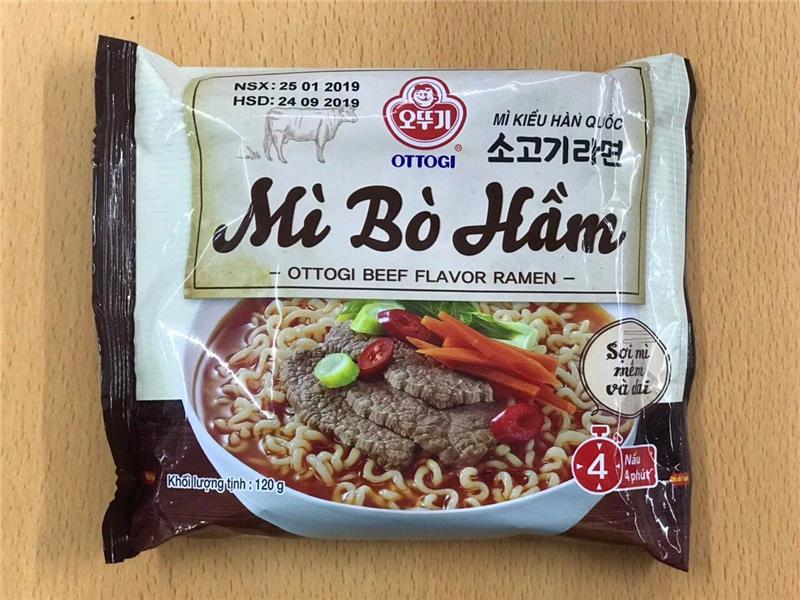 NSX: 25 01 2019
HSD: 24 09 2019
오뚜기
OTTOGI
®
MÌ KIỂU HÀN QUỐC
소고기라면
Mì Bò Hầm
- OTTOGI BEEF FLAVOR RAMEN -
Sợi mì
mềm
và dai
4
Nấu
4 phút
Khối lượng tịnh : 120 g